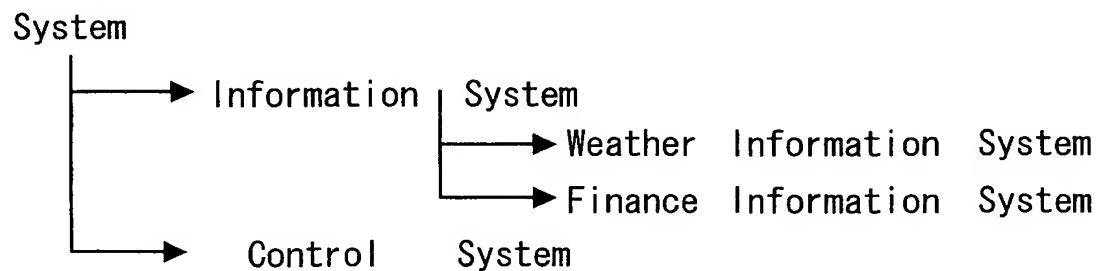 System
Information System
Weather Information System
Finance Information System
Control System